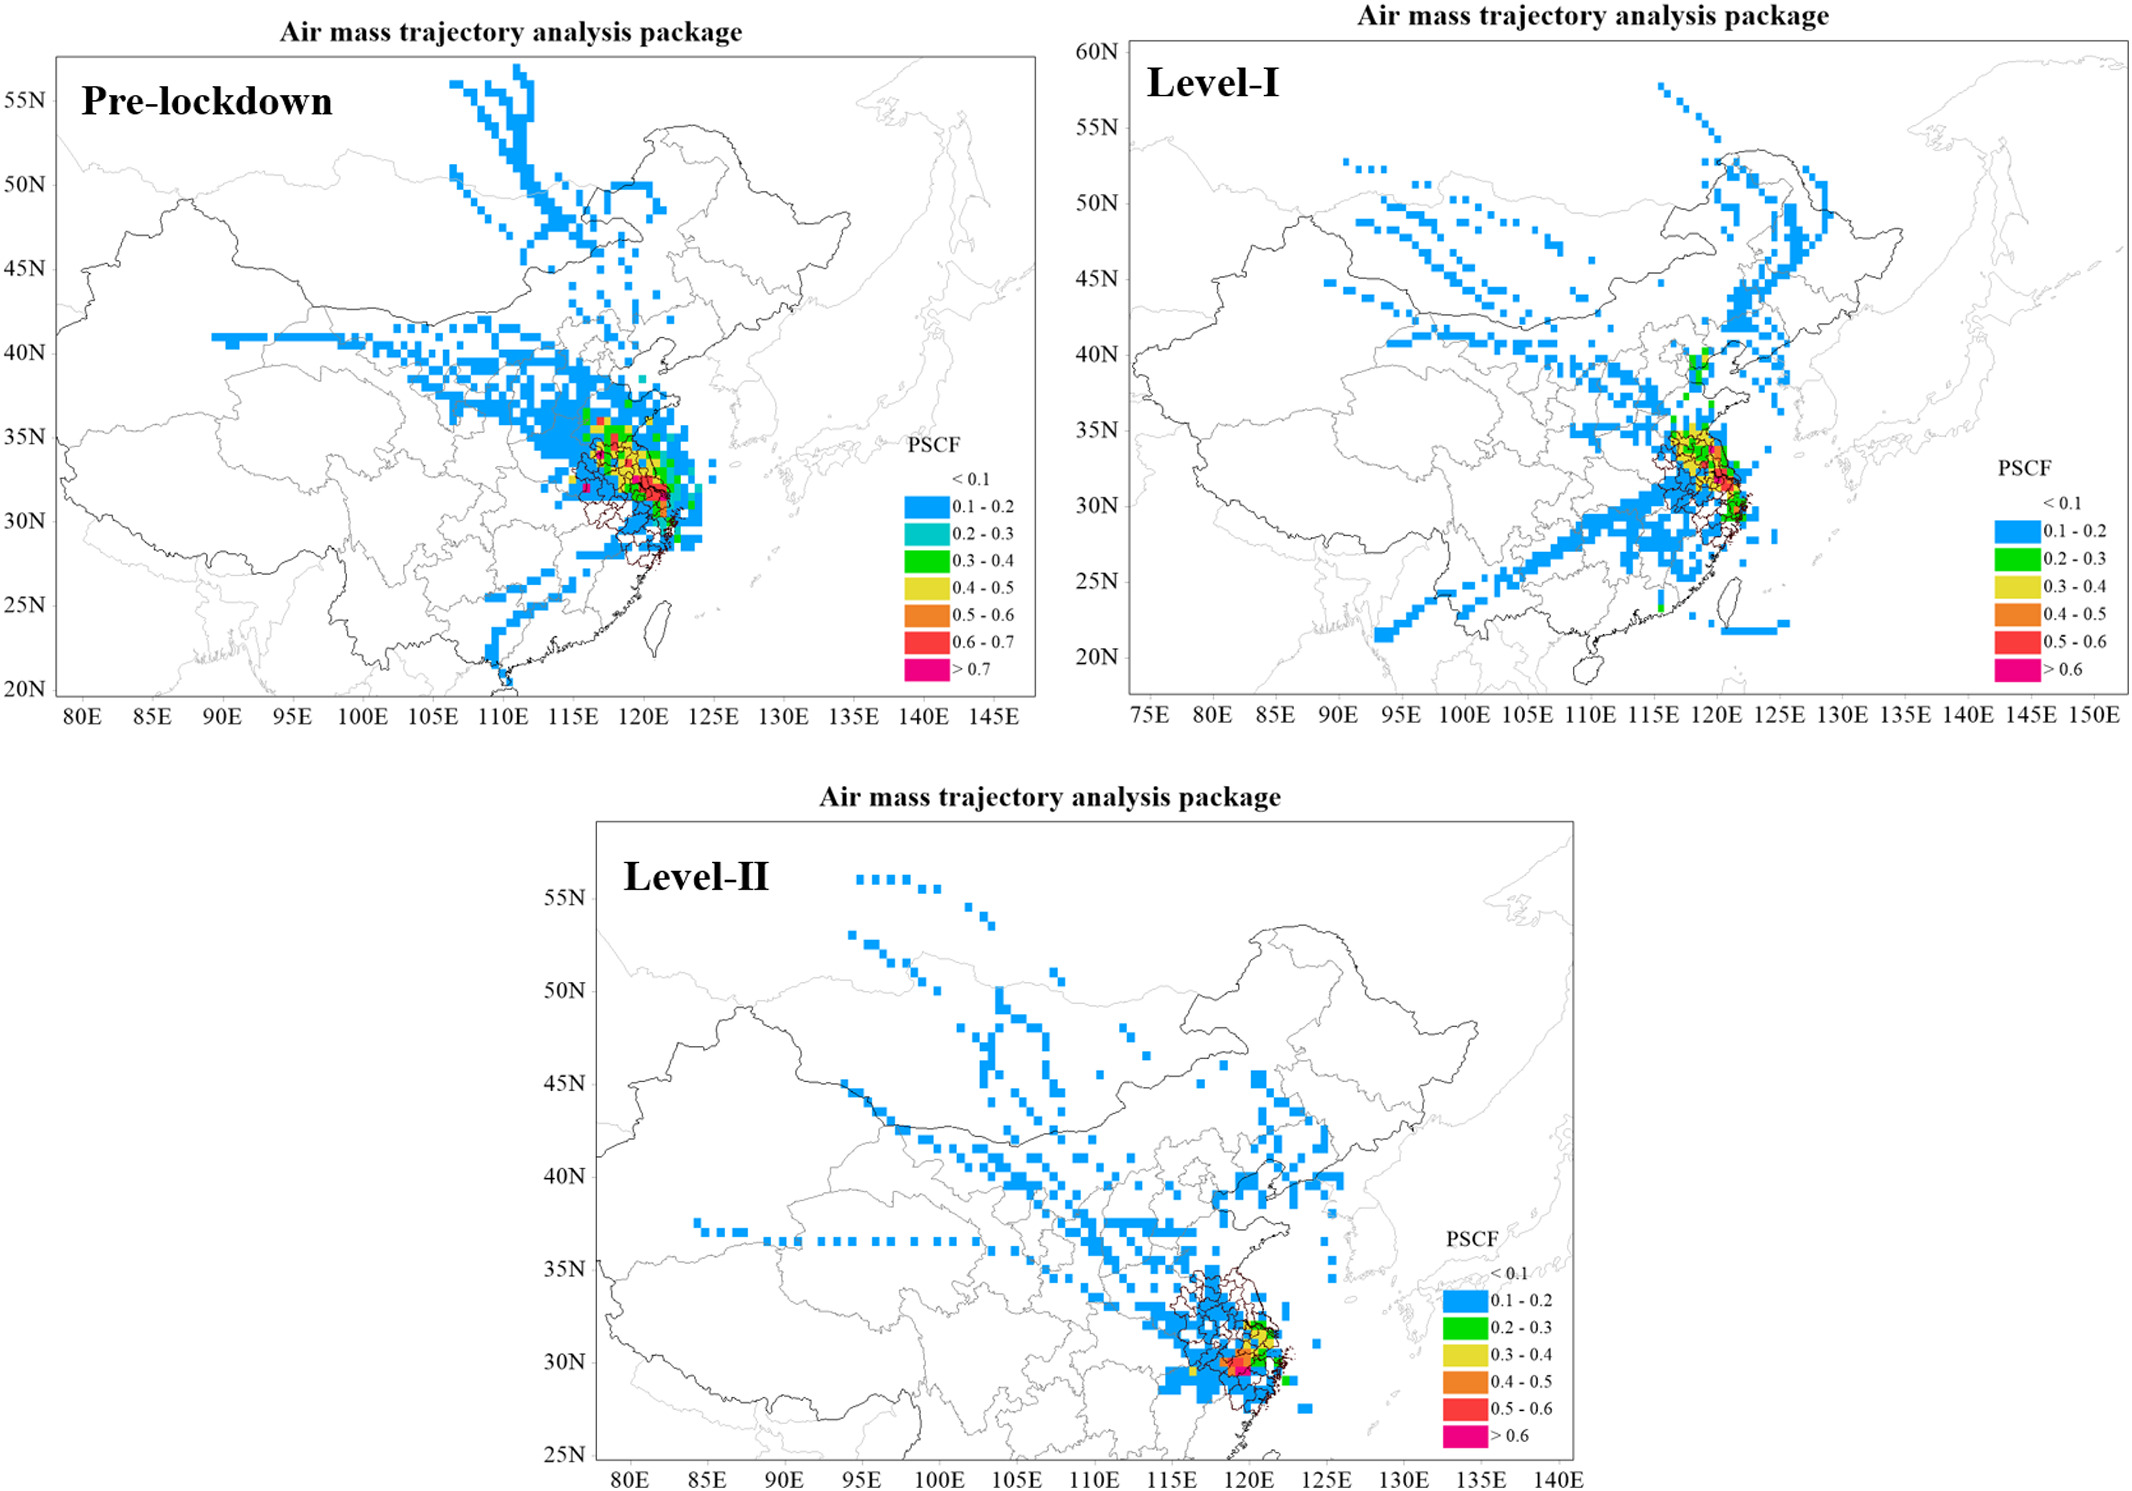 Air mass trajectory analysis package
Pre-lockdown
55N
50N
45N
40N
35N
30N
25N
20N
80E 85E 90E 95E 100E 105E 110E 115E 120E 125E 130E 135E 140E 145E
PSCF
< 0.1
0.1 - 0.2
0.2 - 0.3
0.3 - 0.4
0.4 - 0.5
0.5 - 0.6
0.6 - 0.7
> 0.7
Air mass trajectory analysis package
Level-I
60N
55N
50N
45N
40N
35N
30N
25N
20N
75E 80E 85E 90E 95E 100E 105E 110E 115E 120E 125E 130E 135E 140E 145E 150E
PSCF
< 0.1
0.1 - 0.2
0.2 - 0.3
0.3 - 0.4
0.4 - 0.5
0.5 - 0.6
> 0.6
Air mass trajectory analysis package
Level-II
55N
50N
45N
40N
35N
30N
25N
80E 85E 90E 95E 100E 105E 110E 115E 120E 125E 130E 135E 140E
PSCF
< 0.1
0.1 - 0.2
0.2 - 0.3
0.3 - 0.4
0.4 - 0.5
0.5 - 0.6
> 0.6